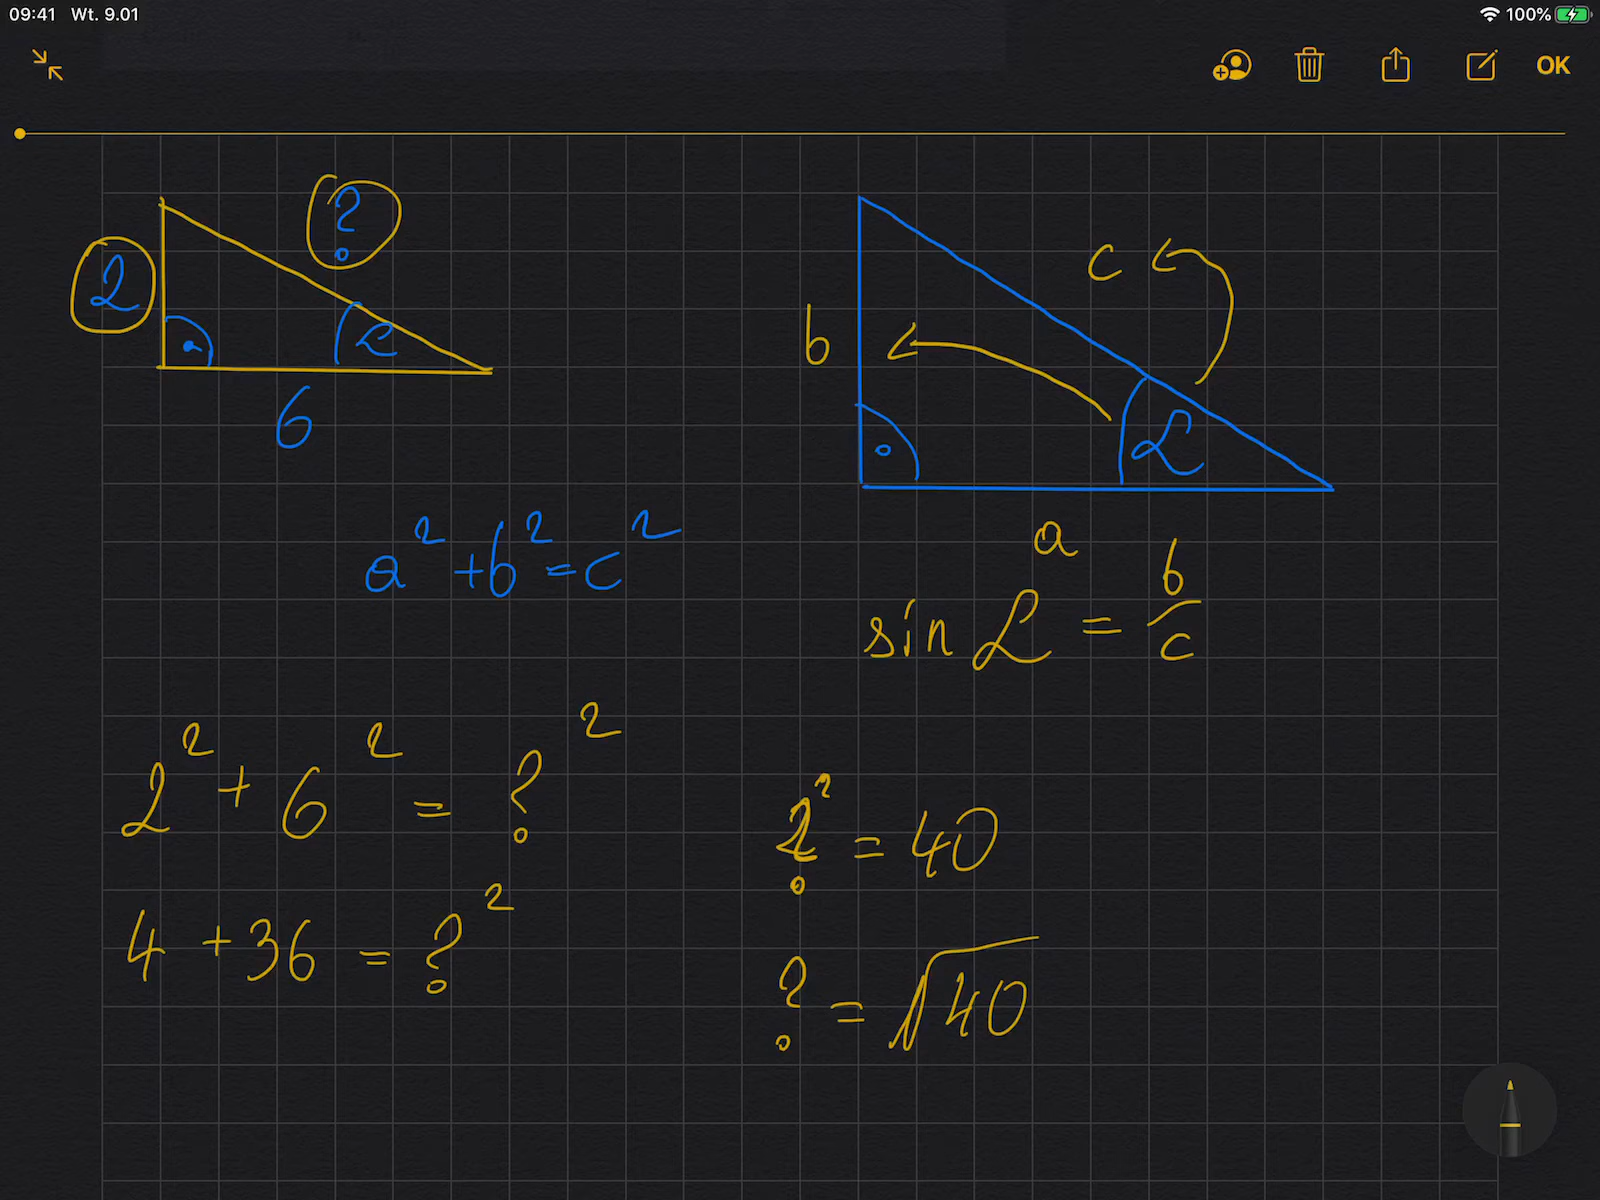 09:41 Wt. 9.01 100%
OK
?
2
α
6
c
b
α
a
a² + b² = c²
sin α = b/c
2² + 6² = ?²
4 + 36 = ?²
?² = 40
? = √40